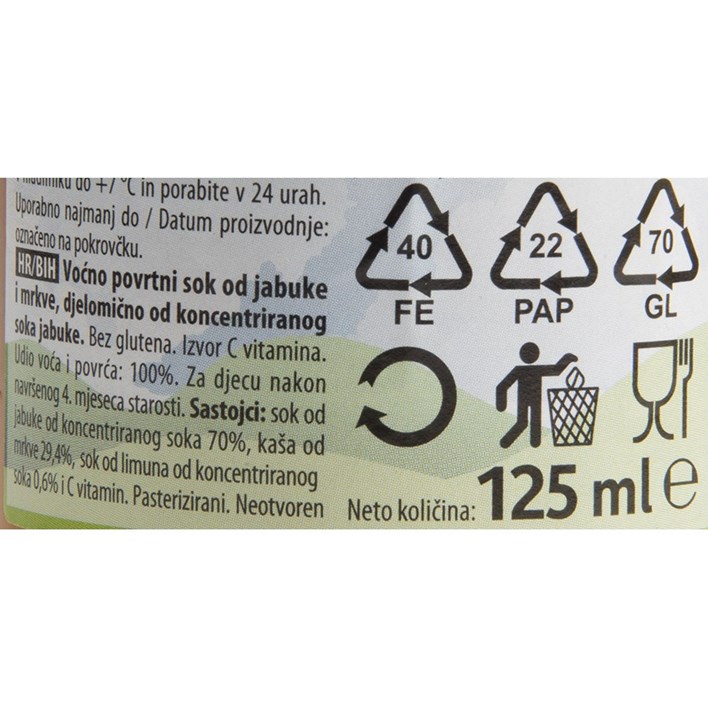 do +7 °C in porabite v 24 urah.
Uporabno najmanj do / Datum proizvodnje:
označeno na pokrovčku.
HR/BIH Voćno povrtni sok od jabuke
i mrkve, djelomično od koncentriranog
soka jabuke. Bez glutena. Izvor C vitamina.
Udio voća i povrća: 100%. Za djecu nakon
navršenog 4. mjeseca starosti. Sastojci: sok od
jabuke od koncentriranog soka 70%, kaša od
mrkve 29,4%, sok od limuna od koncentriranog
soka 0,6% i C vitamin. Pasterizirani. Neotvoren
40
FE
22
PAP
70
GL
Neto količina: 125 ml e